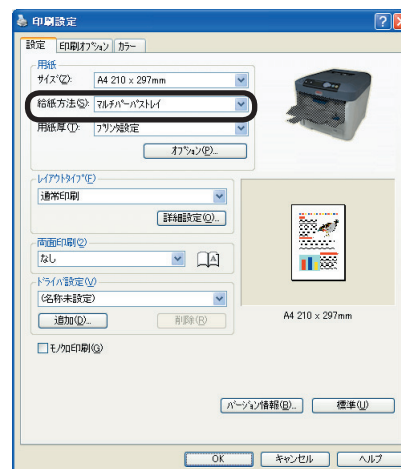 印刷設定
設定 印刷オプション カラー
用紙
サイズ(Z): A4 210 x 297mm
給紙方法(S): マルチパーパストレイ
用紙厚(T): プリンタ設定
オプション(P)...
レイアウトタイプ(F)
通常印刷
詳細設定(O)...
両面印刷(2)
なし
ドライバ設定(V)
(名称未設定)
追加(D)... 削除(R)
A4 210 x 297mm
モノクロ印刷(G)
バージョン情報(B)... 標準(U)
OK キャンセル ヘルプ